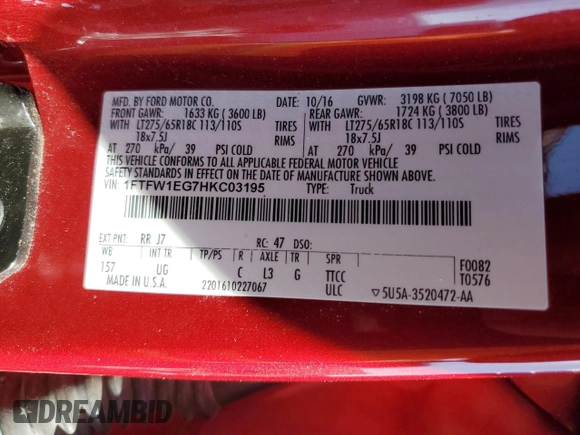 MFD. BY FORD MOTOR CO. DATE: 10/16 GVWR: 3198 KG ( 7050 LB)
FRONT GAWR: 1633 KG ( 3600 LB) REAR GAWR: 1724 KG ( 3800 LB)
WITH LT275/65R18C 113/110S TIRES WITH LT275/65R18C 113/110S TIRES
18x7.5J RIMS 18x7.5J RIMS
AT 270 kPa/ 39 PSI COLD AT 270 kPa/ 39 PSI COLD
THIS VEHICLE CONFORMS TO ALL APPLICABLE FEDERAL MOTOR VEHICLE
SAFETY STANDARDS IN EFFECT ON THE DATE OF MANUFACTURE SHOWN ABOVE.
VIN: 1FTFW1EG7HKC03195 TYPE: Truck
EXT PNT: RR J7 RC: 47 DSO:
WB INT TR TP/PS R AXLE TR SPR
157 UG C L3 G TTCC
MADE IN U.S.A. 2201610227067 ULC
F0082
T0576
▽5U5A-3520472-AA
DREAMBID